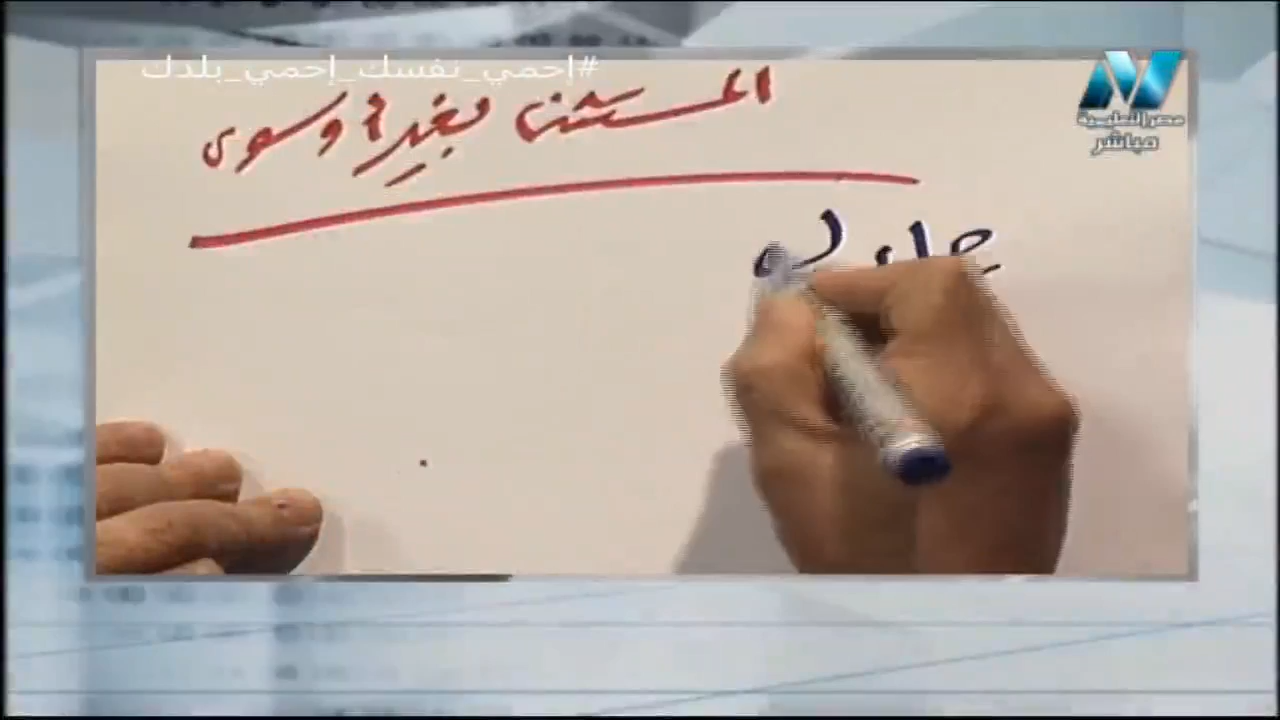 #إحمي_نفسك_إحمي_بلدك
مصر التعليمية
مباشر
المستثنى بغير وسوى